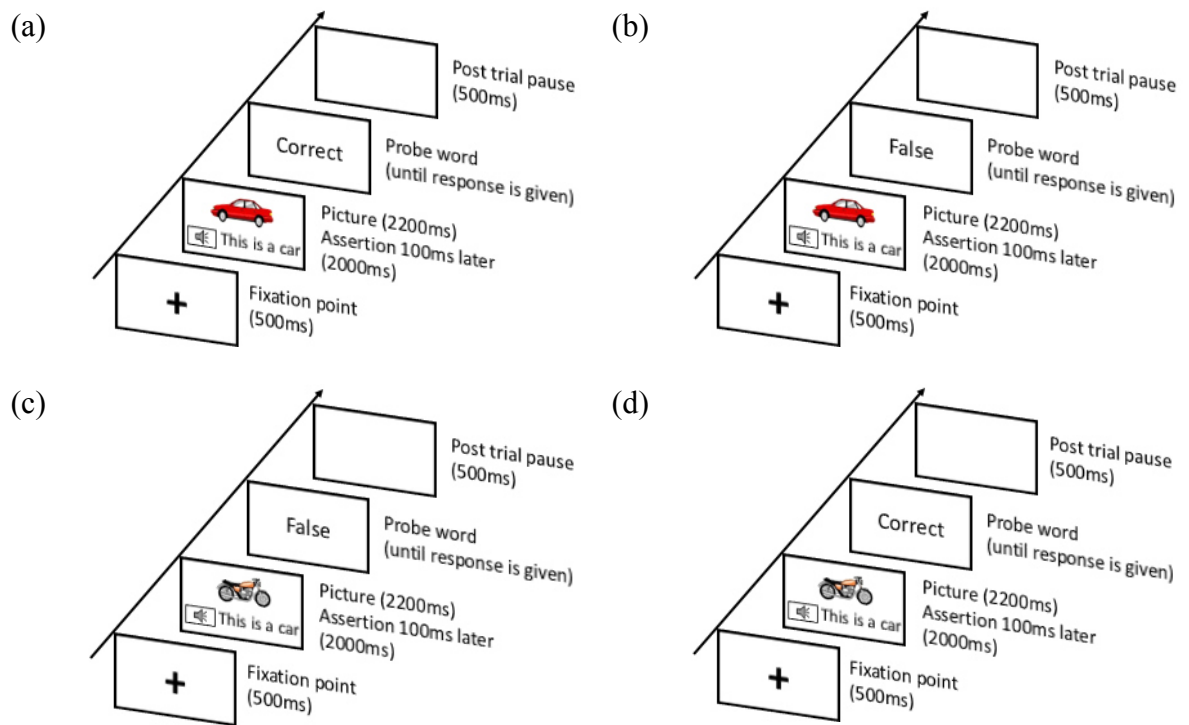 (a)
Post trial pause
(500ms)
Correct
Probe word
(until response is given)
Picture (2200ms)
Assertion 100ms later
(2000ms)
This is a car
Fixation point
(500ms)
(b)
Post trial pause
(500ms)
False
Probe word
(until response is given)
Picture (2200ms)
Assertion 100ms later
(2000ms)
This is a car
Fixation point
(500ms)
(c)
Post trial pause
(500ms)
False
Probe word
(until response is given)
Picture (2200ms)
Assertion 100ms later
(2000ms)
This is a car
Fixation point
(500ms)
(d)
Post trial pause
(500ms)
Correct
Probe word
(until response is given)
Picture (2200ms)
Assertion 100ms later
(2000ms)
This is a car
Fixation point
(500ms)